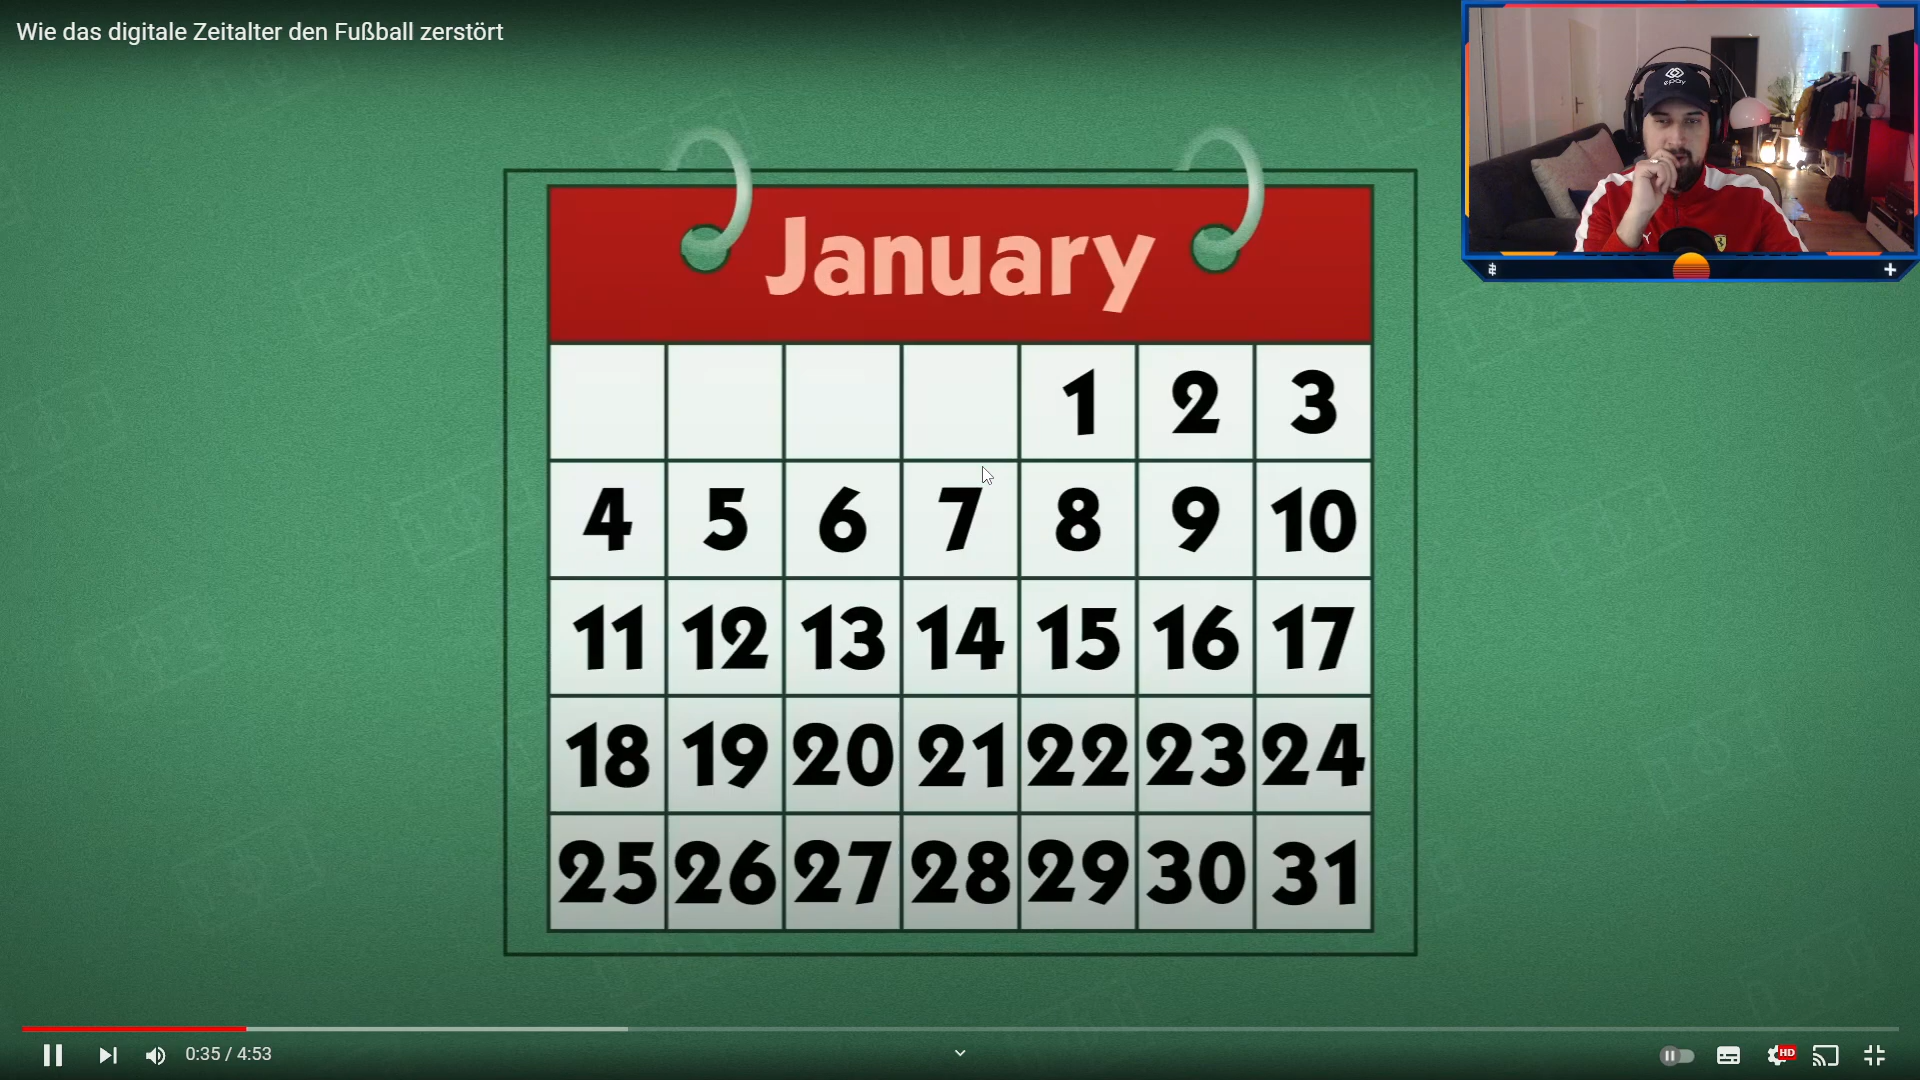 Wie das digitale Zeitalter den Fußball zerstört
epay
January
1 2 3
4 5 6 7 8 9 10
11 12 13 14 15 16 17
18 19 20 21 22 23 24
25 26 27 28 29 30 31
0:35 / 4:53
HD